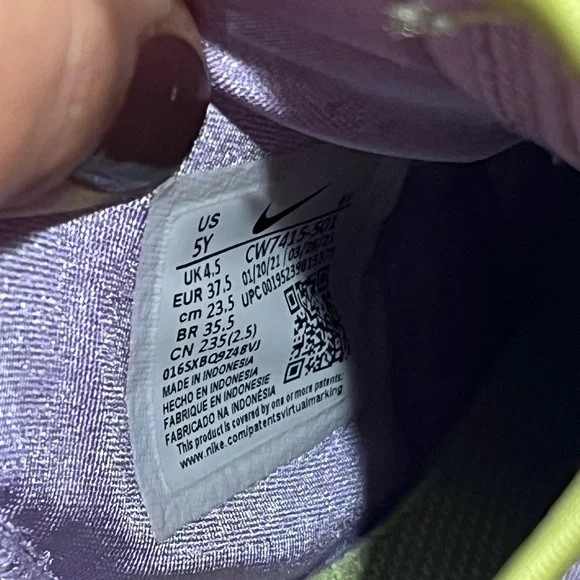 US
5Y
UK 4,5
EUR 37,5
cm 23,5
BR 35.5
CN 235(2.5)
CW7415-501
01/20/21
016SXBQ9Z48VJ
MADE IN INDONESIA
HECHO EN INDONESIA
FABRIQUE EN INDONESIE
FABRICADO NA INDONÉSIA
This product is covered by one or more patents:
www.nike.com/patentsvirtualmarking